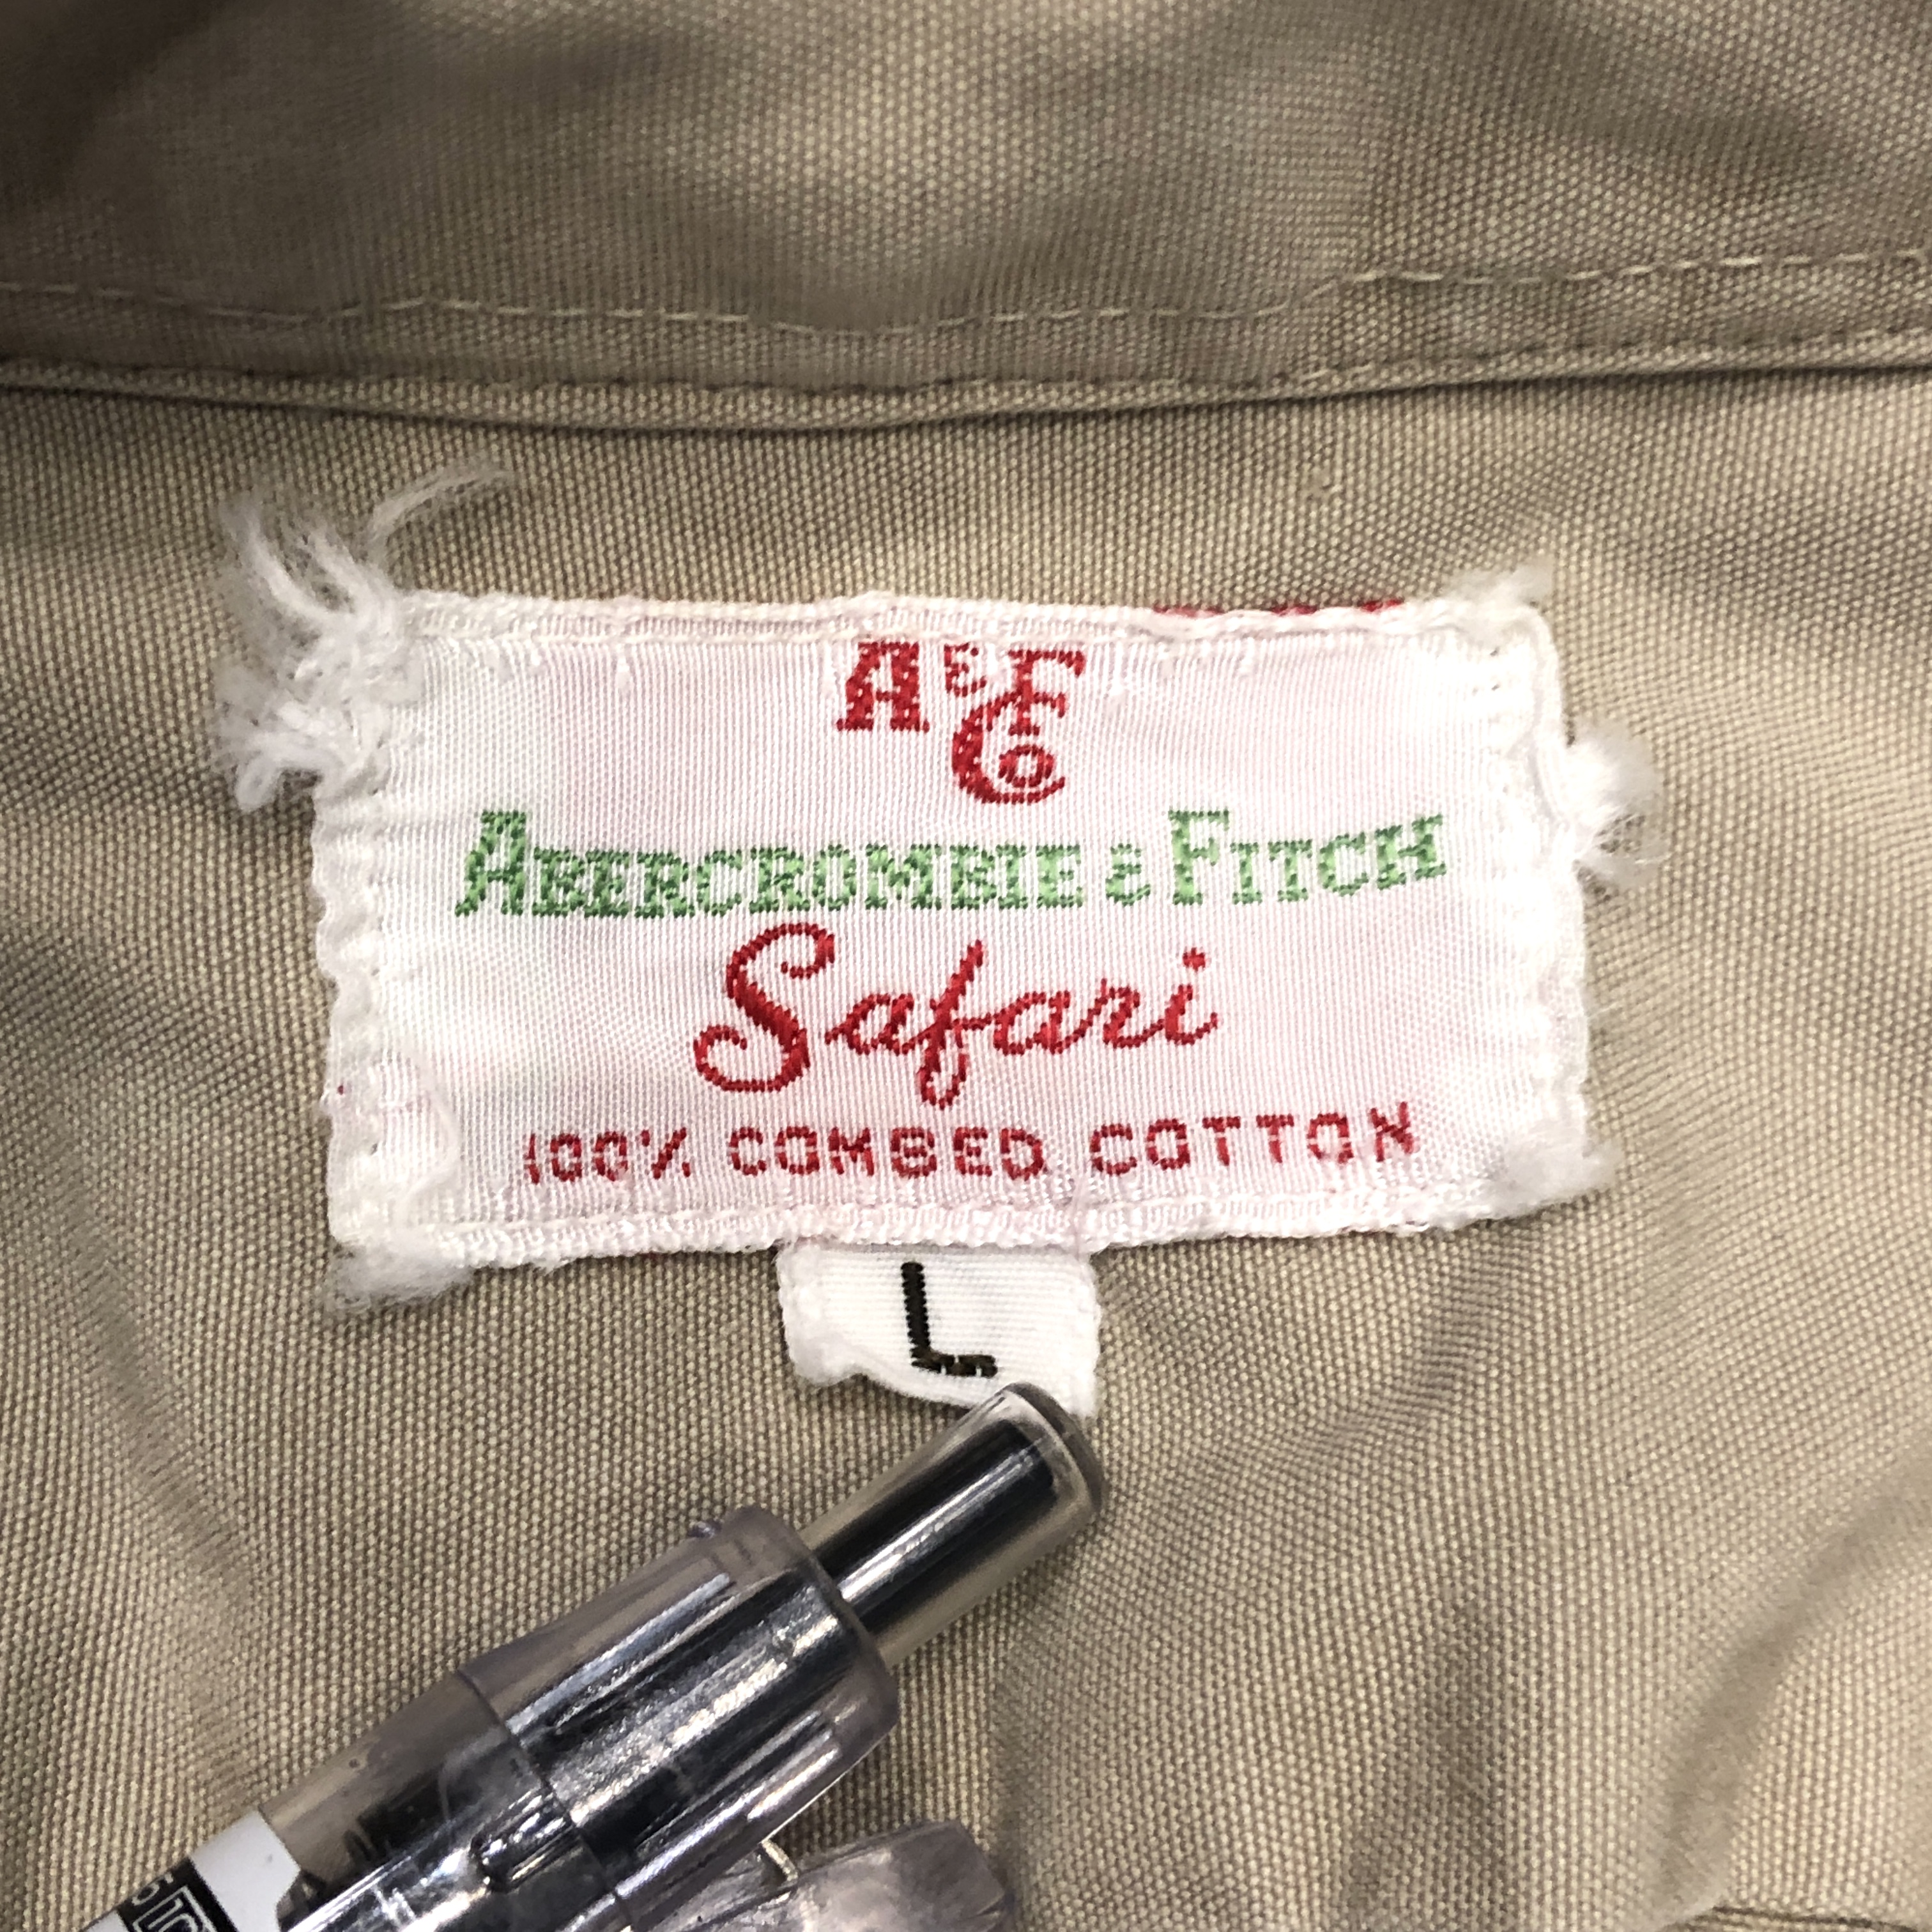 A & F Co
ABERCROMBIE & FITCH
Safari
100% COMBED COTTON
L